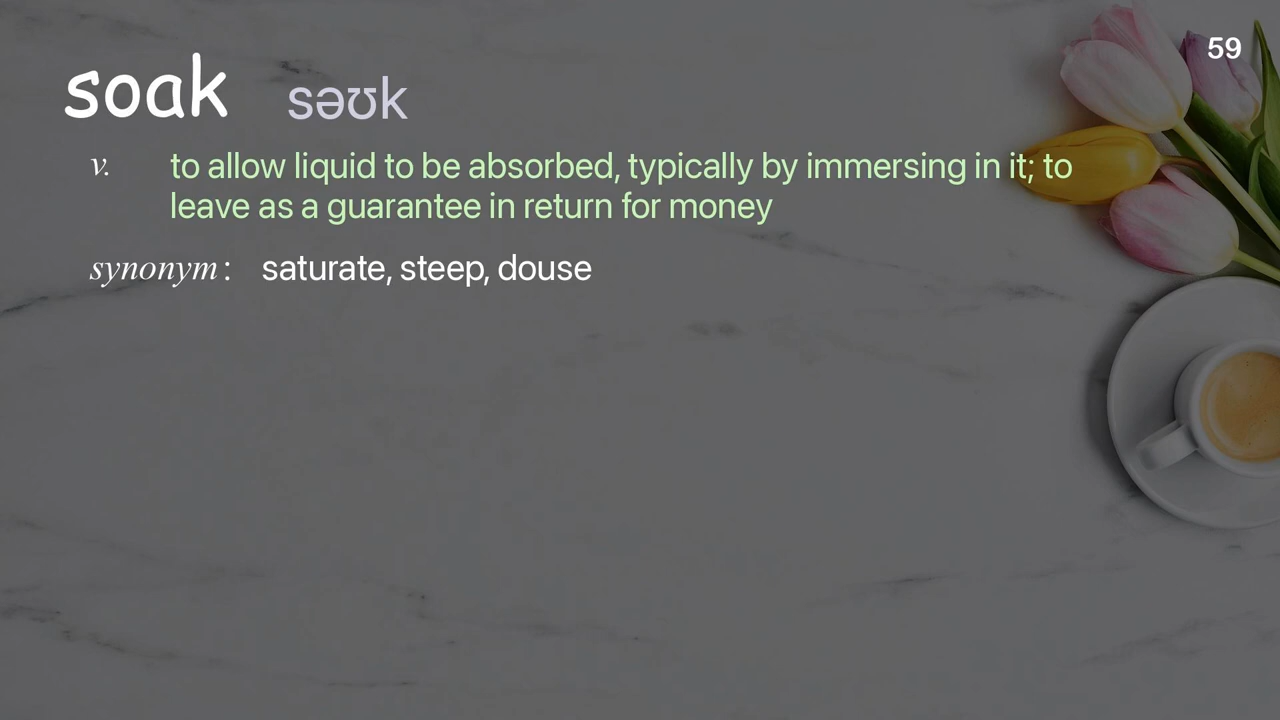 59
soak səʊk
v. to allow liquid to be absorbed, typically by immersing in it; to
leave as a guarantee in return for money
synonym : saturate, steep, douse